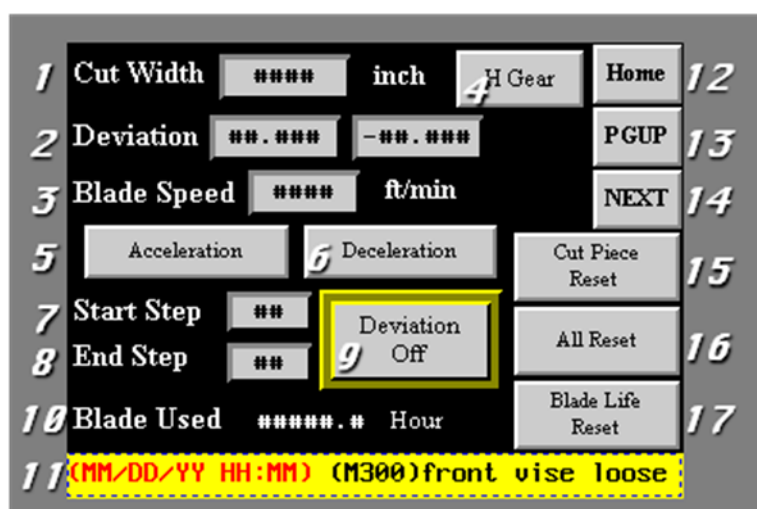 1 Cut Width #### inch 4 H Gear Home 12
2 Deviation ##.### -##.### PGUP 13
3 Blade Speed #### ft/min NEXT 14
5 Acceleration 6 Deceleration Cut Piece Reset 15
7 Start Step ## Deviation Off 9
8 End Step ## All Reset 16
10 Blade Used #####.# Hour Blade Life Reset 17
11 (MM/DD/YY HH:MM) (M300)front vise loose